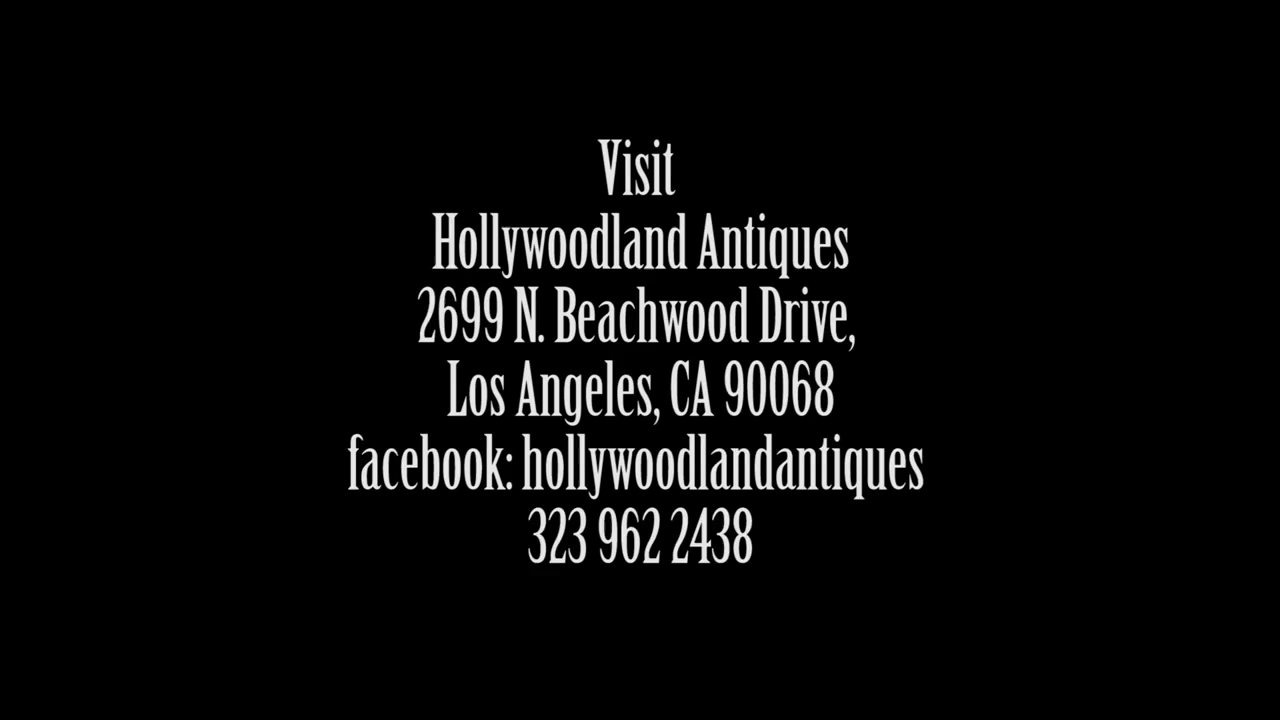 Visit
Hollywoodland Antiques
2699 N. Beachwood Drive,
Los Angeles, CA 90068
facebook: hollywoodlandantiques
323 962 2438